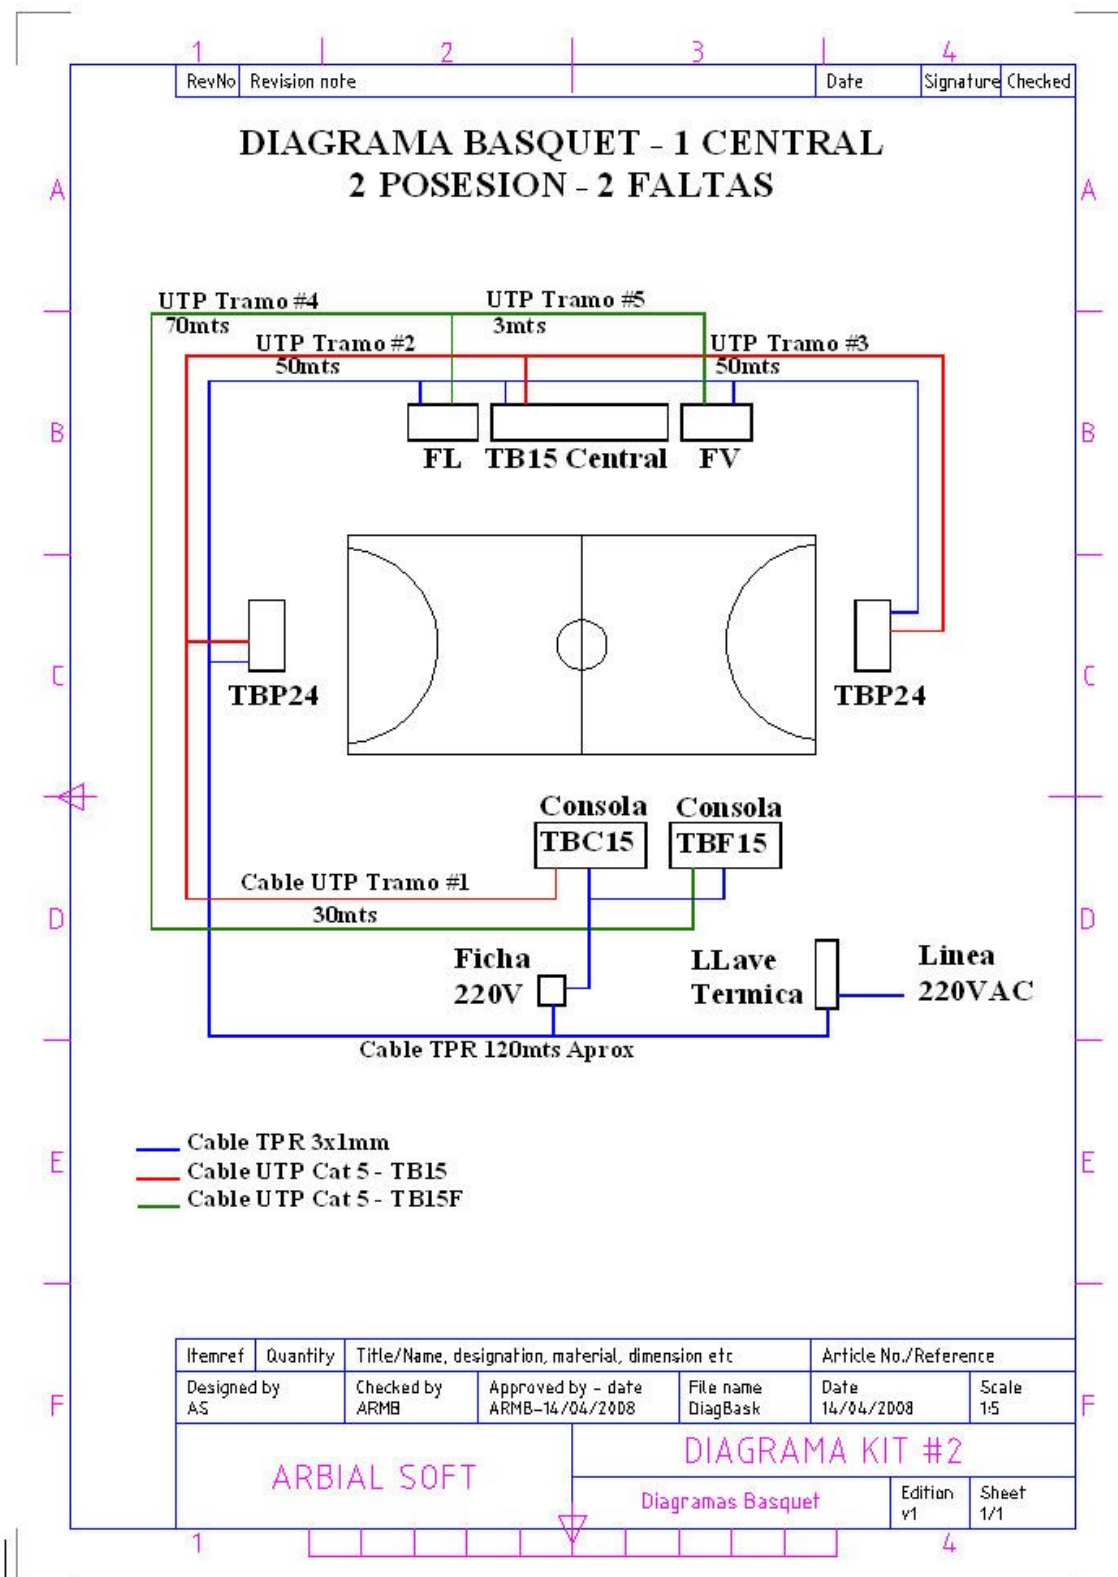 1 2 3 4
RevNo Revision note Date Signature Checked
DIAGRAMA BASQUET - 1 CENTRAL
2 POSESION - 2 FALTAS
A A
UTP Tramo #4 UTP Tramo #5
70mts 3mts
UTP Tramo #2 UTP Tramo #3
50mts 50mts
B B
FL TB15 Central FV
C C
TBP24 TBP24
Consola Consola
TBC15 TBF15
Cable UTP Tramo #1
30mts
D D
Ficha LLave Linea
220V Termica 220VAC
Cable TPR 120mts Aprox
Cable TPR 3x1mm
E E
Cable UTP Cat 5 - TB15
Cable UTP Cat 5 - TB15F
Itemref Quantity Title/Name, designation, material, dimension etc Article No./Reference
Designed by Checked by Approved by - date File name Date Scale
AS ARMB ARMB-14/04/2008 DiagBask 14/04/2008 1:5
F F
ARBIAL SOFT DIAGRAMA KIT #2
Diagramas Basquet Edition Sheet
v1 1/1
1 4